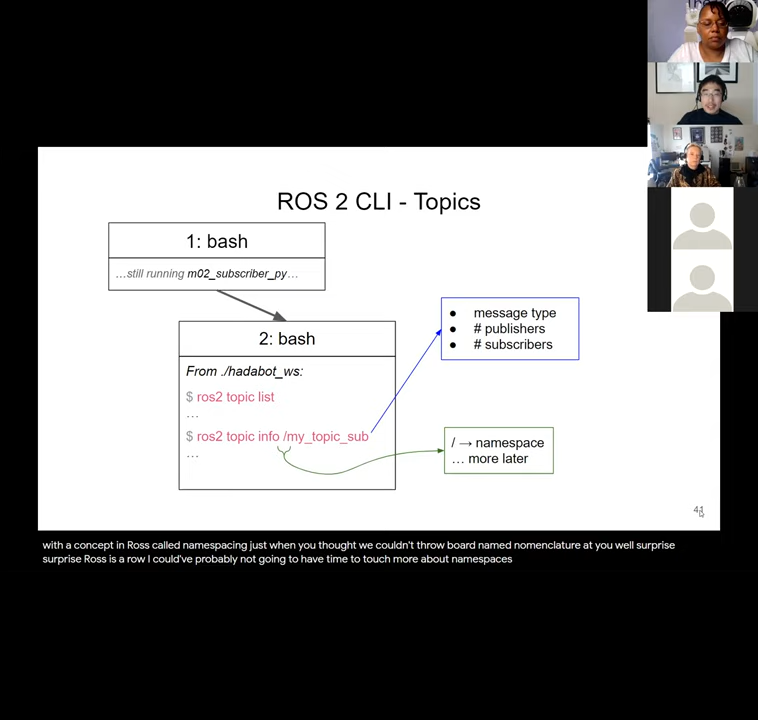 ROS 2 CLI - Topics
1: bash
...still running m02_subscriber_py...
2: bash
From ./hadabot_ws:
$ ros2 topic list
...
$ ros2 topic info /my_topic_sub
...
● message type
● # publishers
● # subscribers
/ → namespace
... more later
41
with a concept in Ross called namespacing just when you thought we couldn't throw board named nomenclature at you well surprise
surprise Ross is a row I could've probably not going to have time to touch more about namespaces